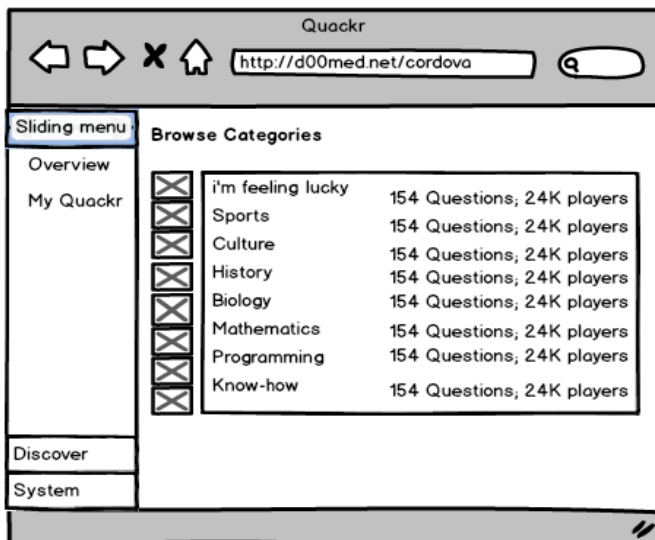 Quackr
http://d00med.net/cordova
Sliding menu
Overview
My Quackr
Discover
System
Browse Categories
i'm feeling lucky 154 Questions; 24K players
Sports 154 Questions; 24K players
Culture 154 Questions; 24K players
History 154 Questions; 24K players
Biology 154 Questions; 24K players
Mathematics 154 Questions; 24K players
Programming 154 Questions; 24K players
Know-how 154 Questions; 24K players